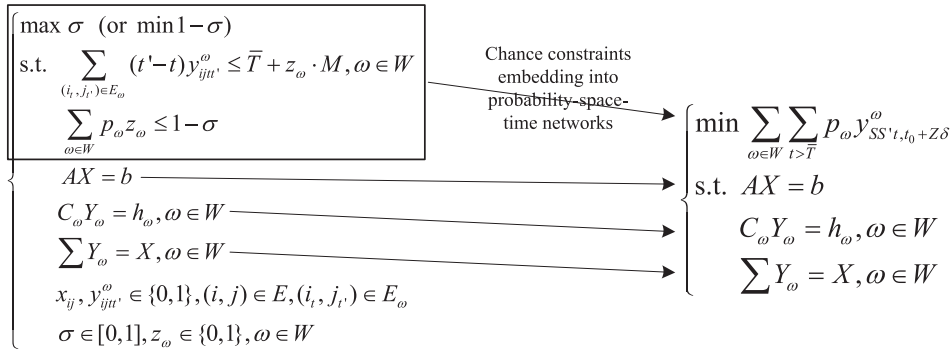 max σ (or min 1−σ)
s.t. ∑_{(i_t, j_{t'})∈E_ω} (t'−t) y^ω_{ijtt'} ≤ T̅ + z_ω · M, ω ∈ W
∑_{ω∈W} p_ω z_ω ≤ 1−σ
AX = b
C_ω Y_ω = h_ω, ω ∈ W
∑ Y_ω = X, ω ∈ W
x_{ij}, y^ω_{ijtt'} ∈ {0,1}, (i, j) ∈ E, (i_t, j_{t'}) ∈ E_ω
σ ∈ [0,1], z_ω ∈ {0,1}, ω ∈ W
Chance constraints
embedding into
probability-space-
time networks
min ∑_{ω∈W} ∑_{t>T̅} p_ω y^ω_{SS't,t_0+Zδ}
s.t. AX = b
C_ω Y_ω = h_ω, ω ∈ W
∑ Y_ω = X, ω ∈ W